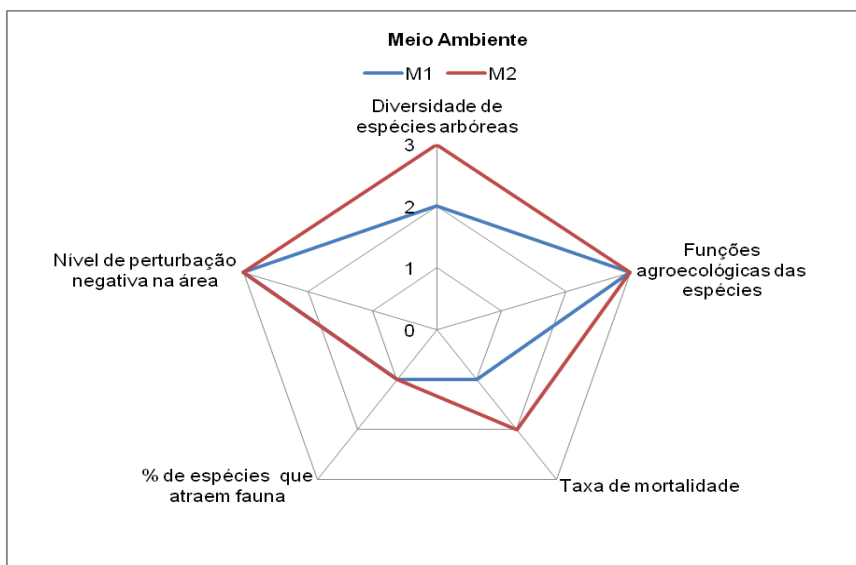 Meio Ambiente
M1 M2
Diversidade de
espécies arbóreas
3
2
1
0
Funções
agroecológicas das
espécies
Nível de perturbação
negativa na área
% de espécies que
atraem fauna
Taxa de mortalidade